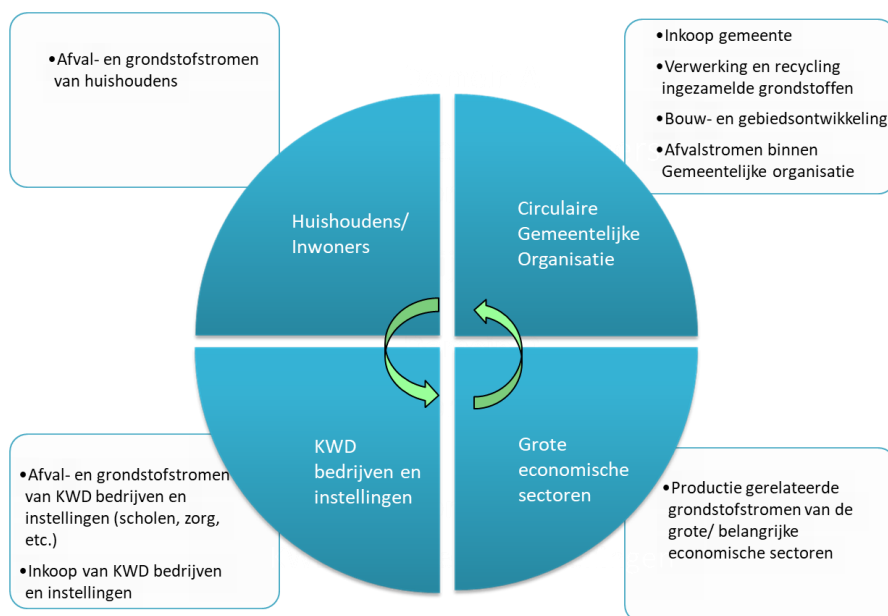 •Afval- en grondstofstromen
van huishoudens
•Inkoop gemeente
•Verwerking en recycling
ingezamelde grondstoffen
•Bouw- en gebiedsontwikkeling
•Afvalstromen binnen
Gemeentelijke organisatie
Huishoudens/
Inwoners
Circulaire
Gemeentelijke
Organisatie
KWD
bedrijven en
instellingen
Grote
economische
sectoren
•Afval- en grondstofstromen
van KWD bedrijven en
instellingen (scholen, zorg,
etc.)
•Inkoop van KWD bedrijven
en instellingen
•Productie gerelateerde
grondstofstromen van de
grote/ belangrijke
economische sectoren